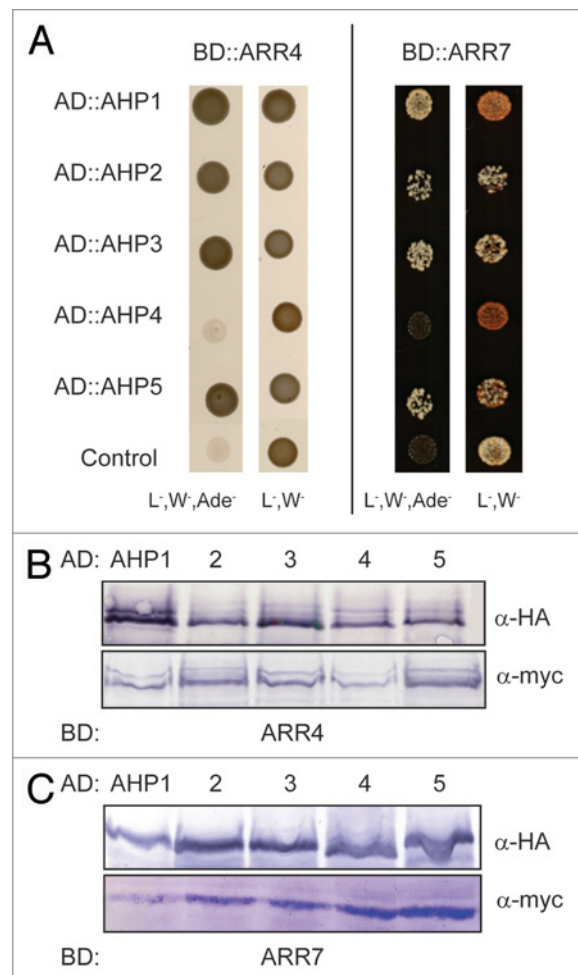 A
BD::ARR4 BD::ARR7
AD::AHP1
AD::AHP2
AD::AHP3
AD::AHP4
AD::AHP5
Control
L⁻,W⁻,Ade⁻ L⁻,W⁻ L⁻,W⁻,Ade⁻ L⁻,W⁻
B AD: AHP1 2 3 4 5
α-HA
α-myc
BD: ARR4
C AD: AHP1 2 3 4 5
α-HA
α-myc
BD: ARR7